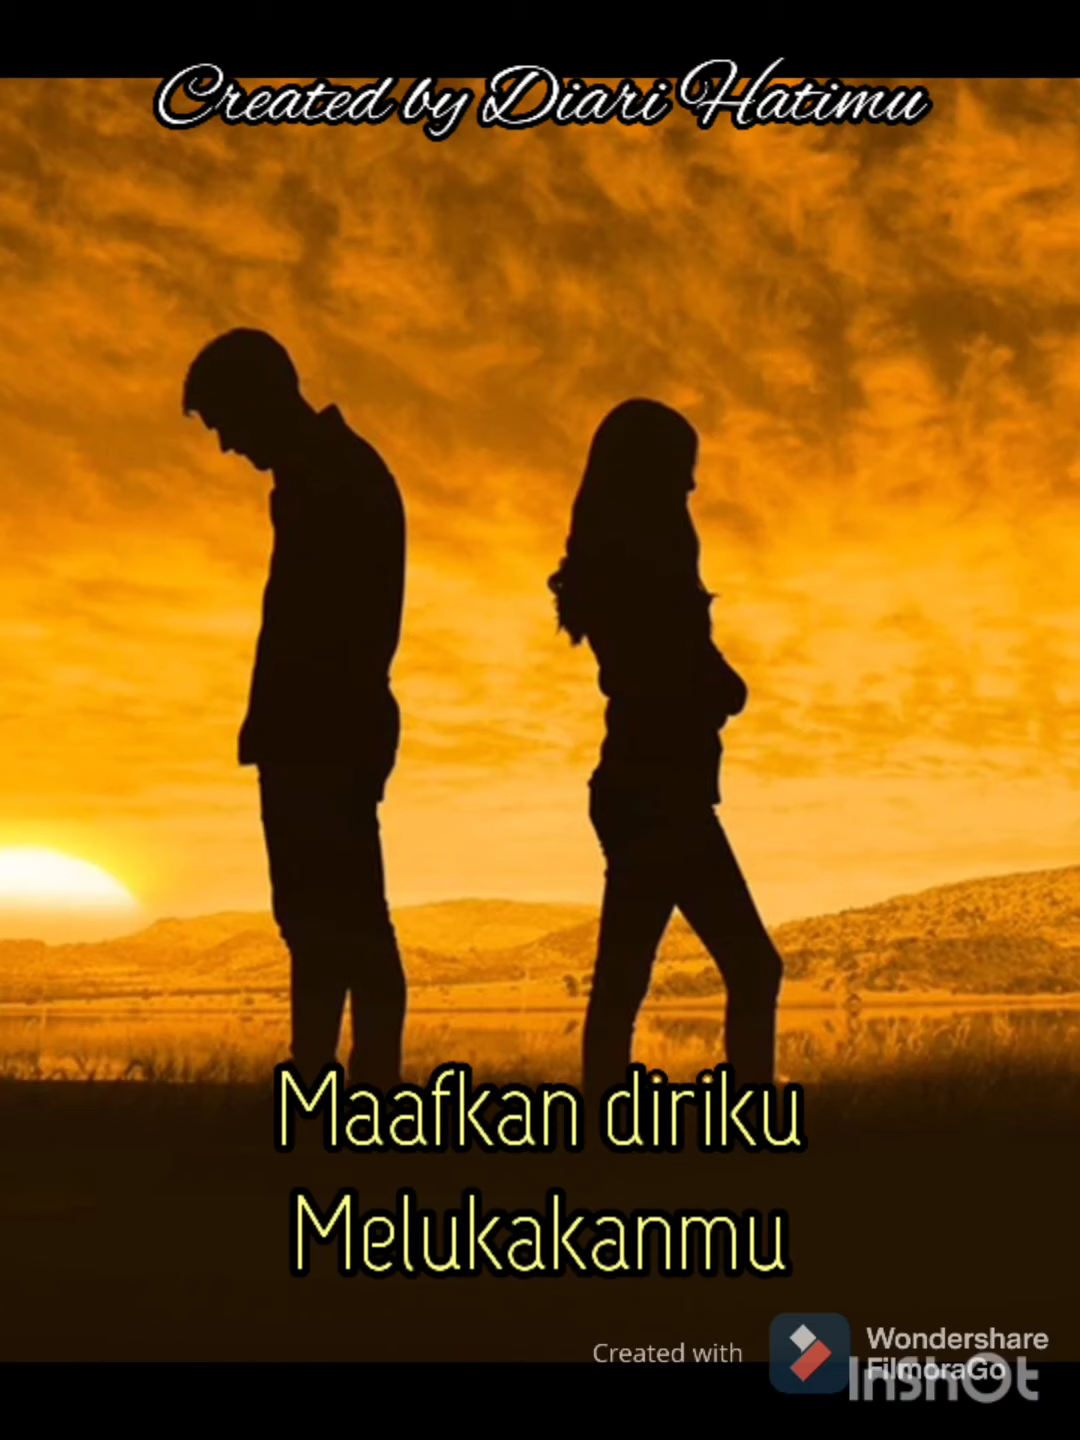 Created by Diari Hatimu
Maafkan diriku
Melukakanmu
Created with
Wondershare
FilmoraGo
InShOt